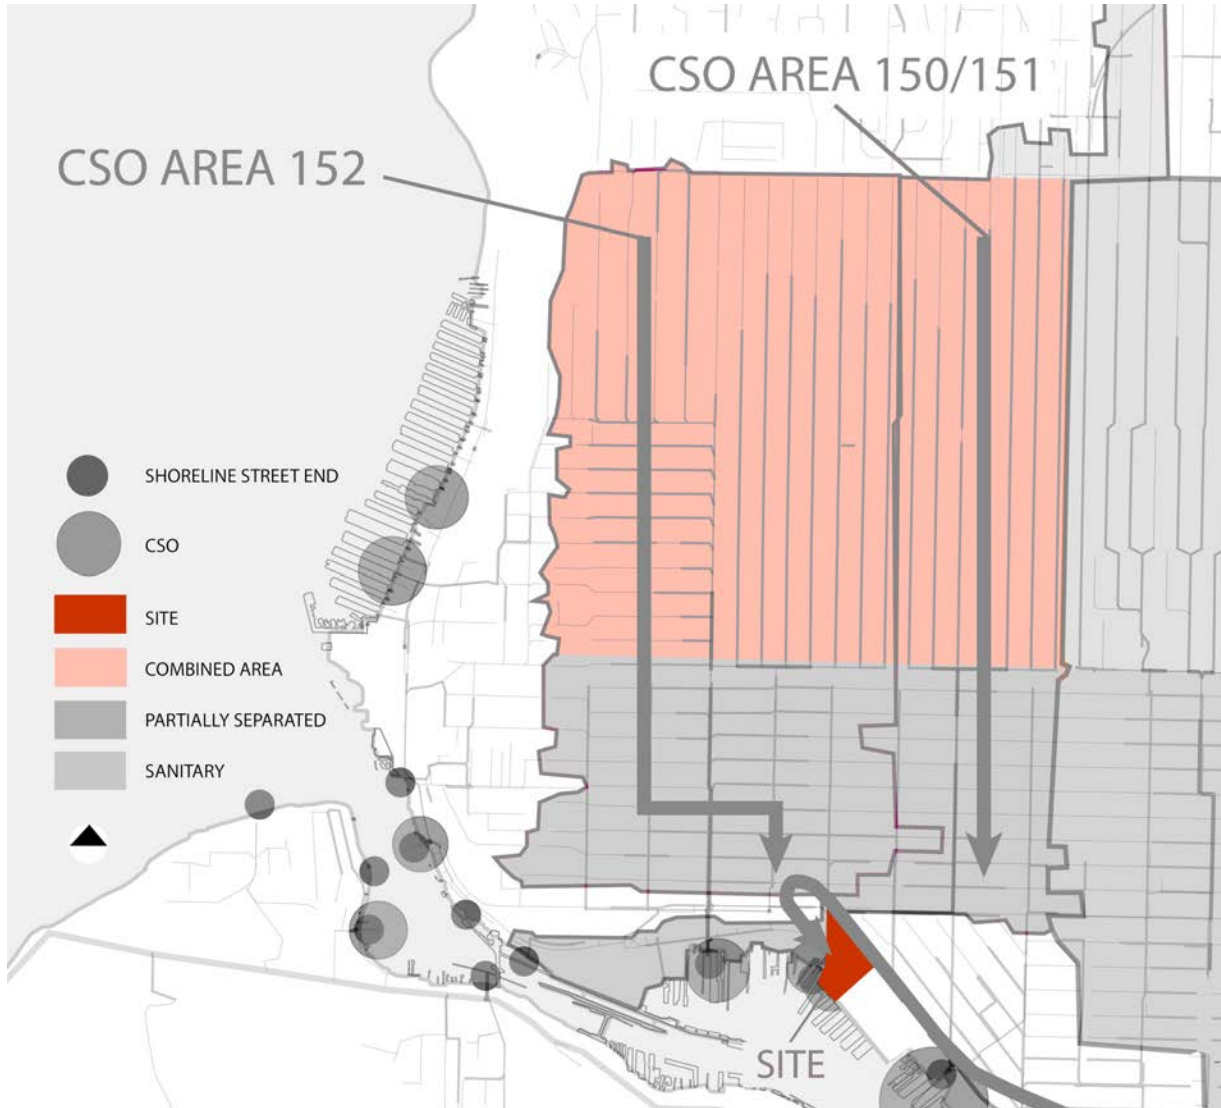 CSO AREA 150/151
CSO AREA 152
SHORELINE STREET END
CSO
SITE
COMBINED AREA
PARTIALLY SEPARATED
SANITARY
SITE